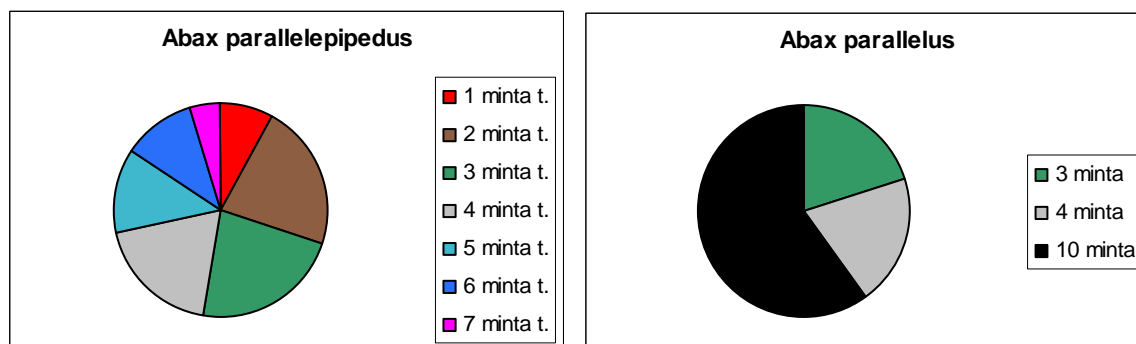 Abax parallelepipedus
1 minta t.
2 minta t.
3 minta t.
4 minta t.
5 minta t.
6 minta t.
7 minta t.
Abax parallelus
3 minta
4 minta
10 minta